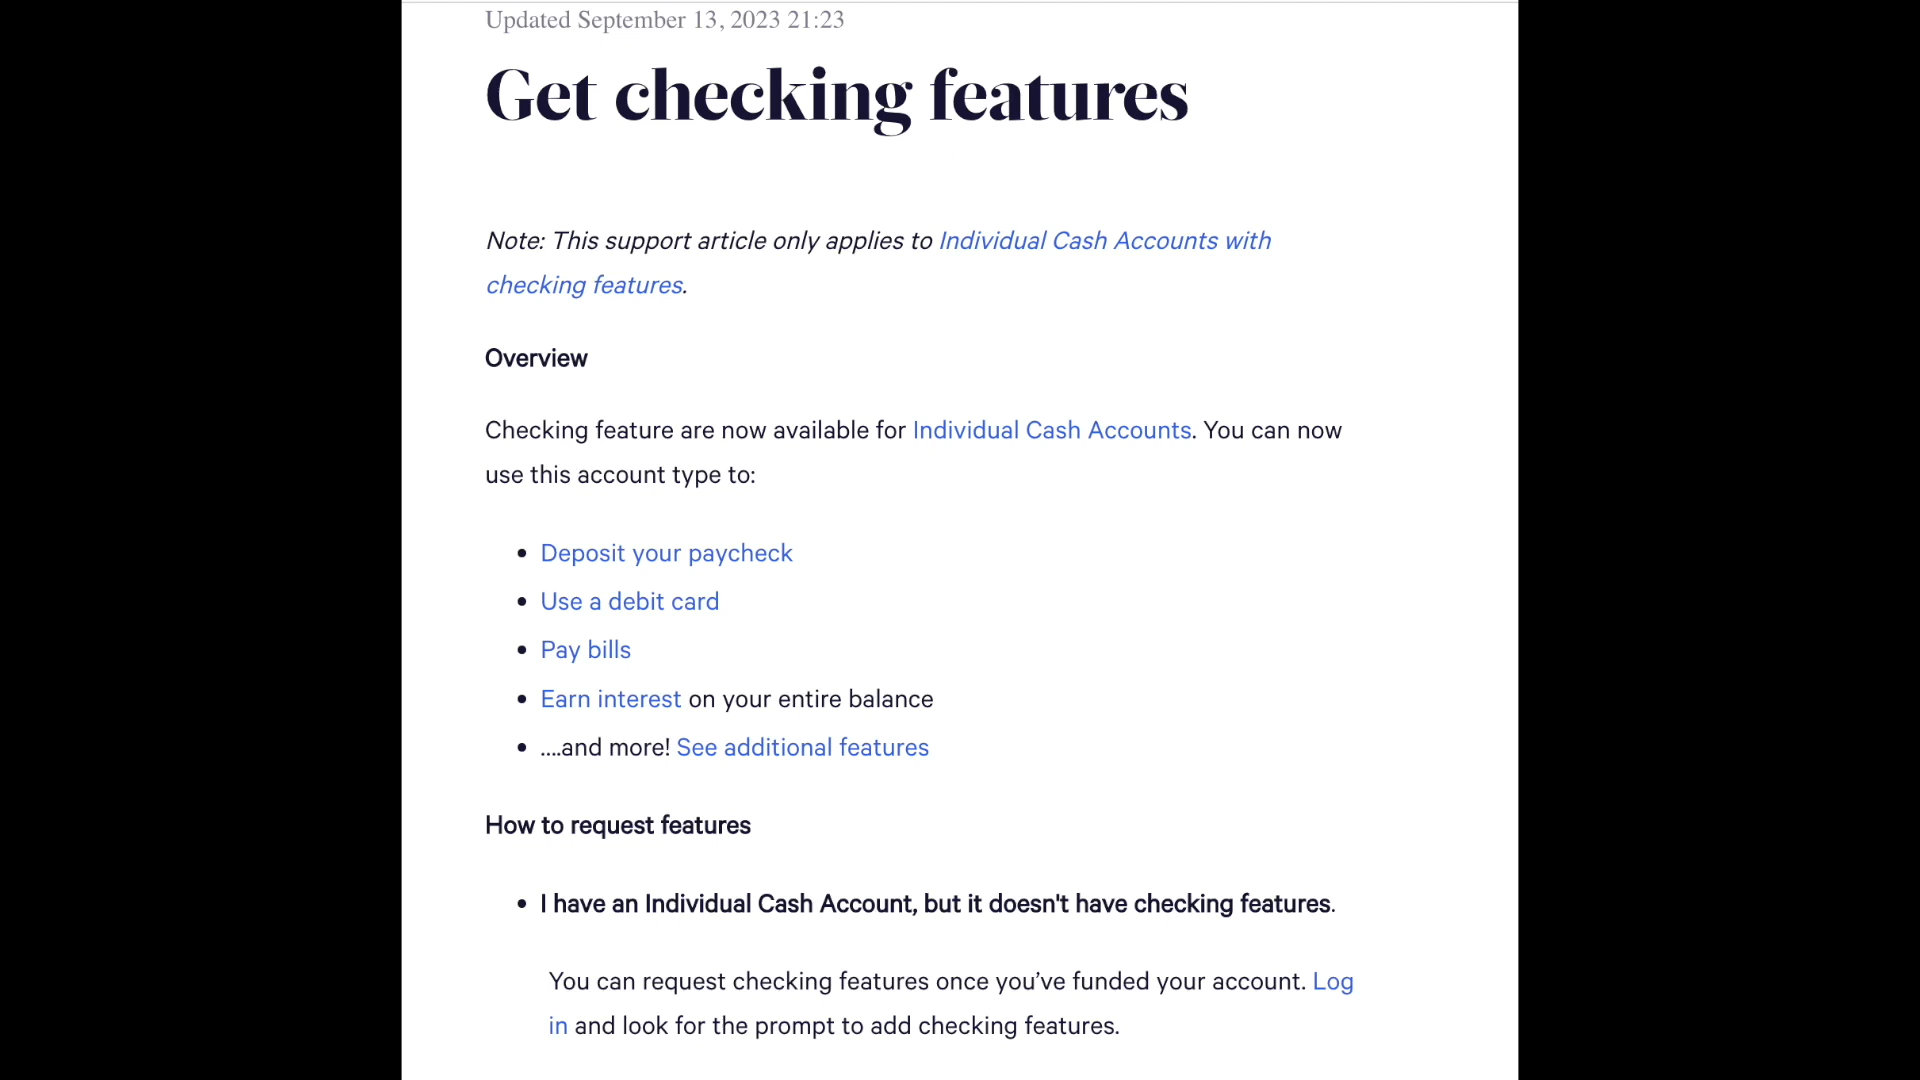 Updated September 13, 2023 21:23
Get checking features
Note: This support article only applies to Individual Cash Accounts with
checking features.
Overview
Checking feature are now available for Individual Cash Accounts. You can now
use this account type to:
• Deposit your paycheck
• Use a debit card
• Pay bills
• Earn interest on your entire balance
• ....and more! See additional features
How to request features
• I have an Individual Cash Account, but it doesn't have checking features.
You can request checking features once you’ve funded your account. Log
in and look for the prompt to add checking features.